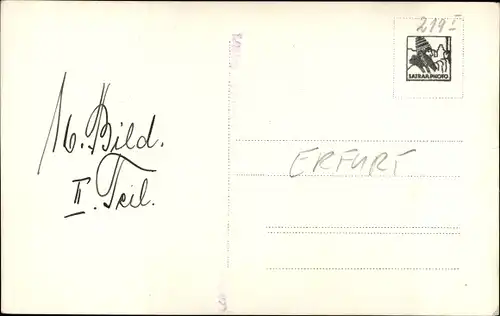 16. Bild.
II. Teil.
219.-
SATRAP-PHOTO
ERFURT